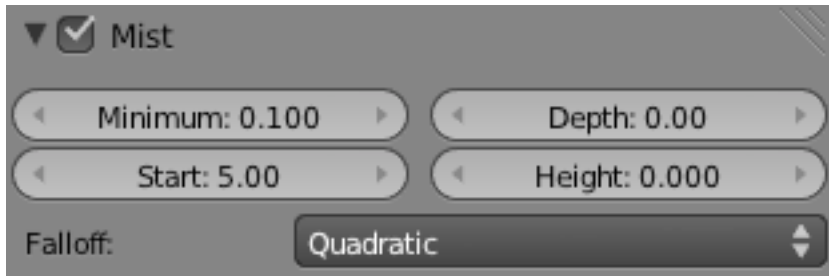 Mist
Minimum: 0.100 Depth: 0.00
Start: 5.00 Height: 0.000
Falloff: Quadratic